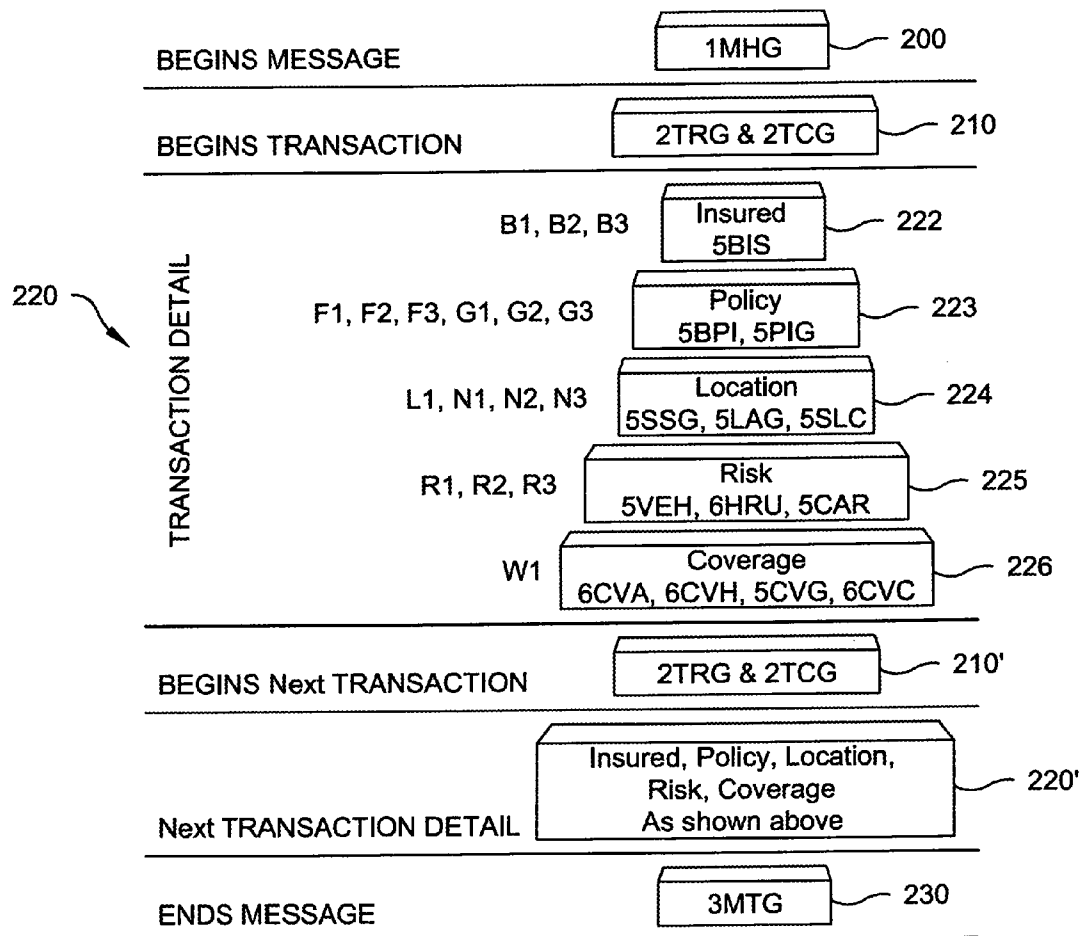 BEGINS MESSAGE
1MHG
200
BEGINS TRANSACTION
2TRG & 2TCG
210
220
TRANSACTION DETAIL
B1, B2, B3
Insured
5BIS
222
F1, F2, F3, G1, G2, G3
Policy
5BPI, 5PIG
223
L1, N1, N2, N3
Location
5SSG, 5LAG, 5SLC
224
R1, R2, R3
Risk
5VEH, 6HRU, 5CAR
225
W1
Coverage
6CVA, 6CVH, 5CVG, 6CVC
226
BEGINS Next TRANSACTION
2TRG & 2TCG
210'
Next TRANSACTION DETAIL
Insured, Policy, Location,
Risk, Coverage
As shown above
220'
ENDS MESSAGE
3MTG
230